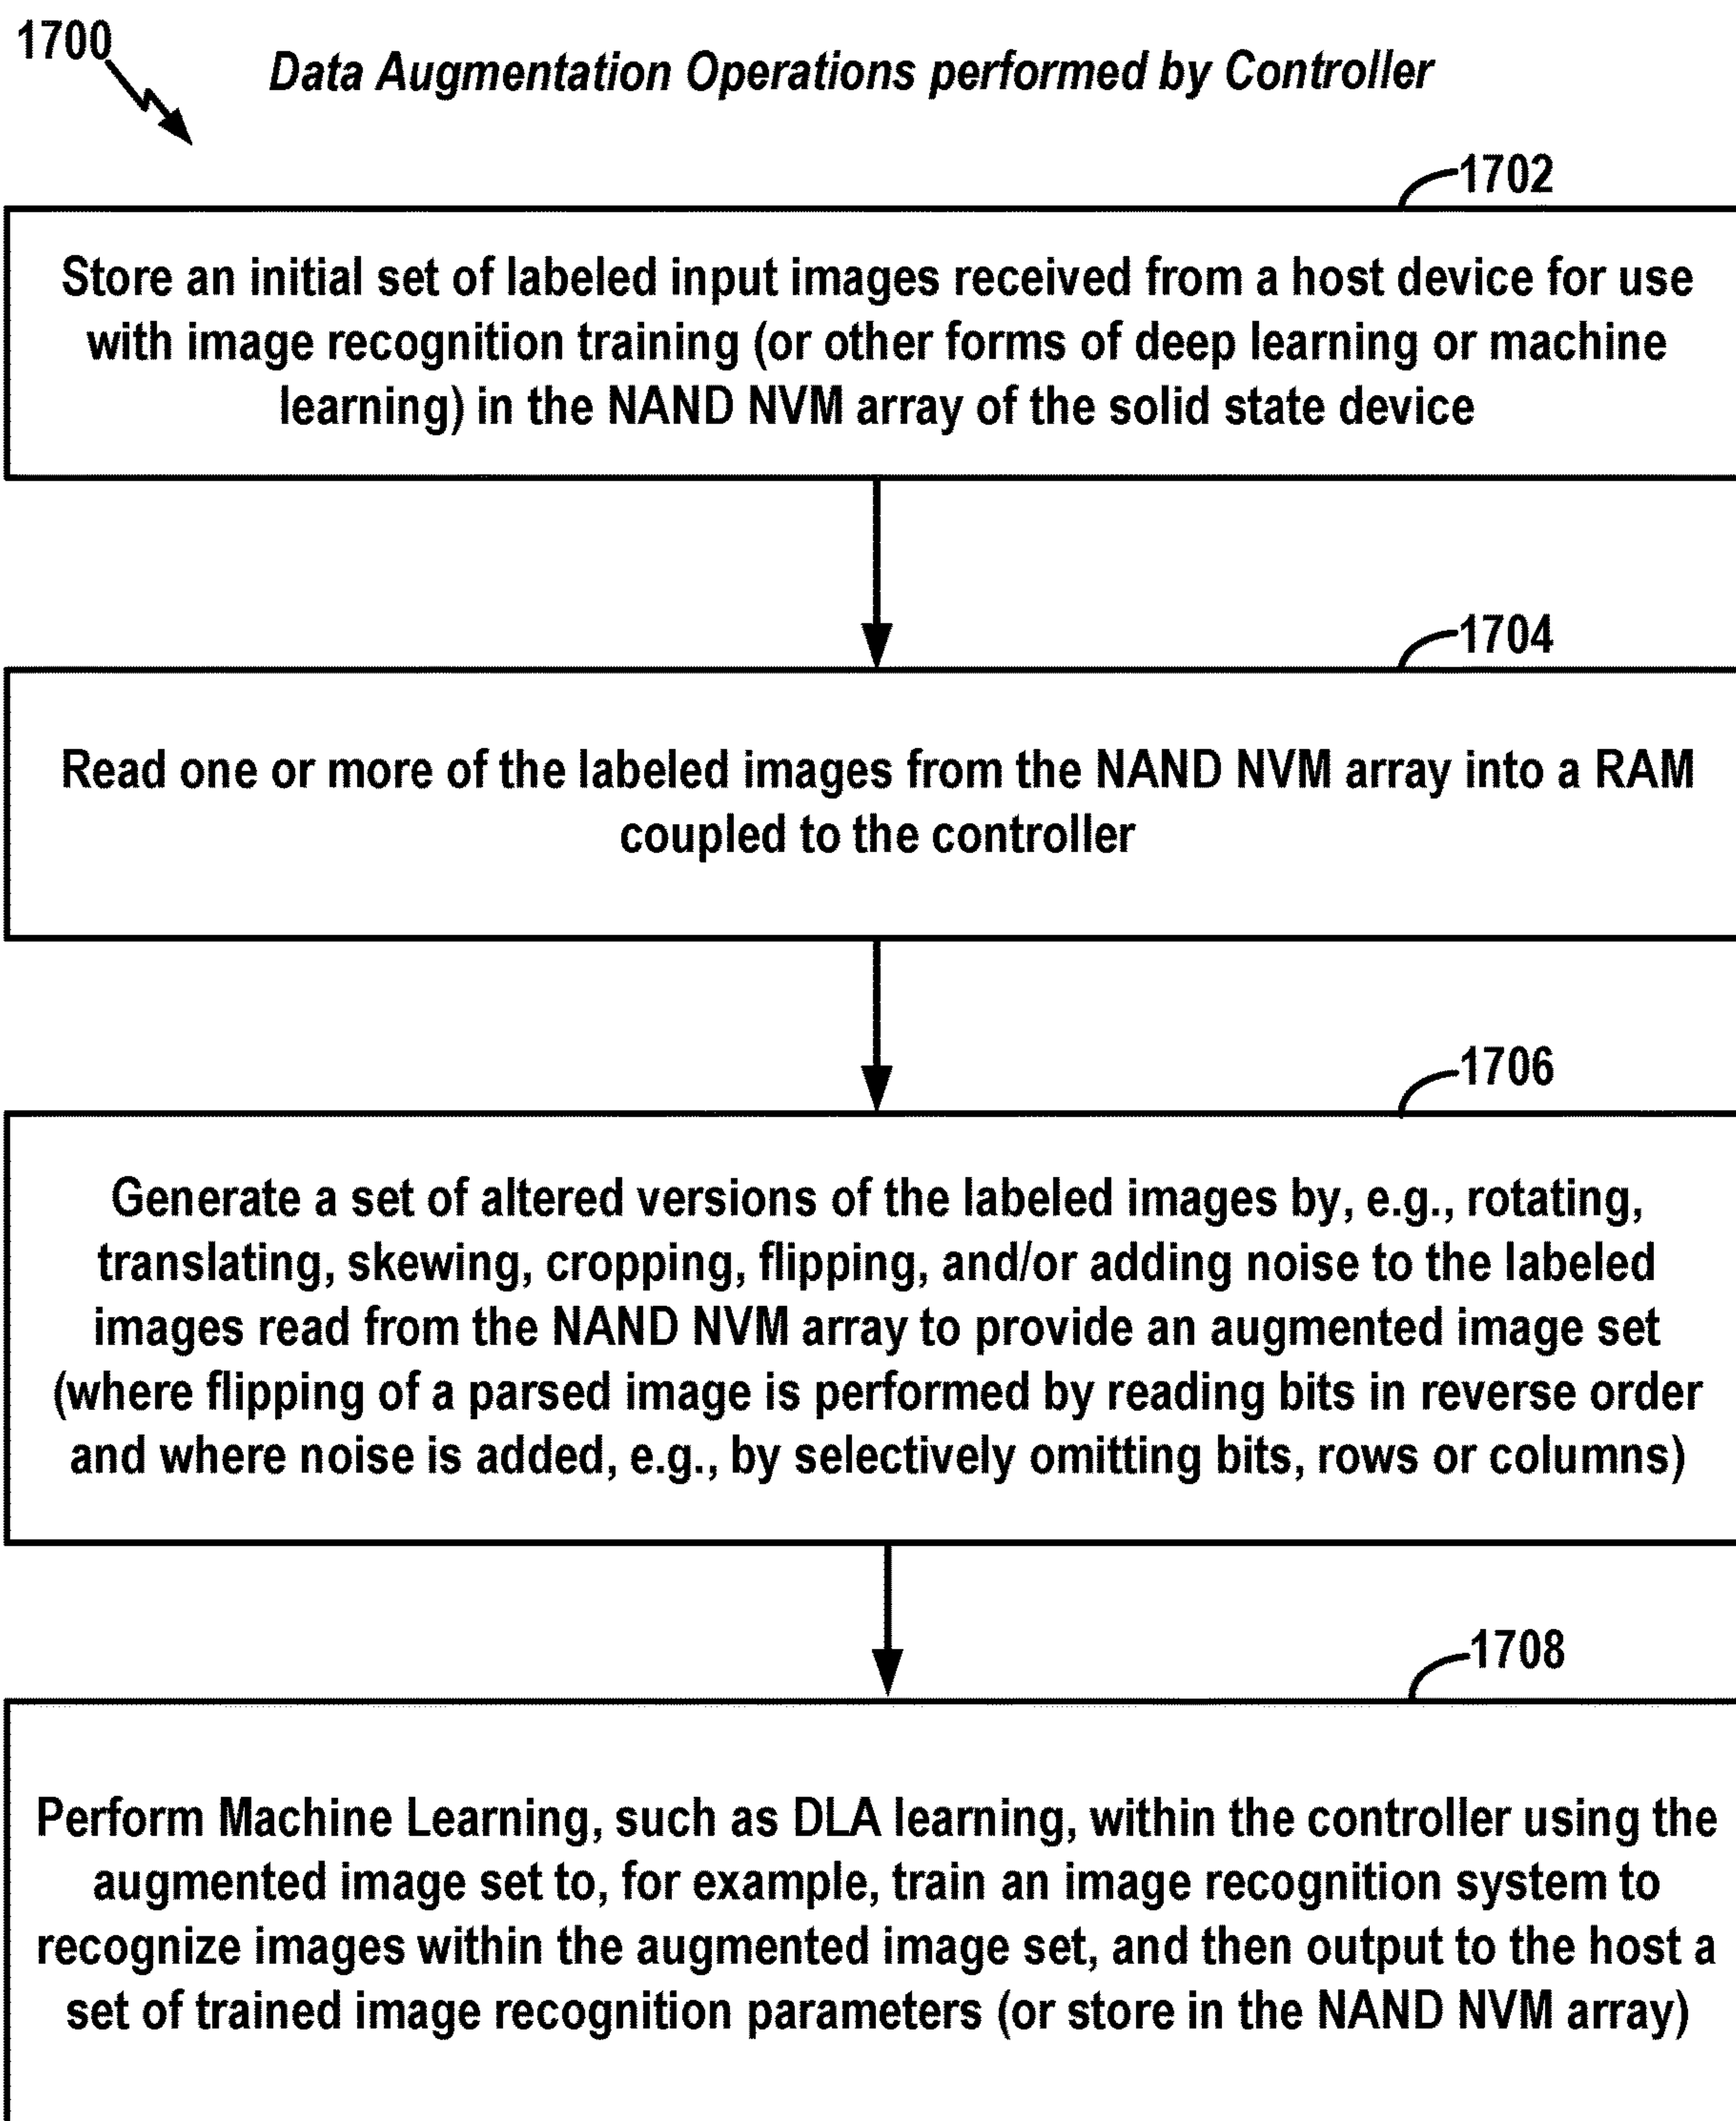 1700
Data Augmentation Operations performed by Controller
1702
Store an initial set of labeled input images received from a host device for use
with image recognition training (or other forms of deep learning or machine
learning) in the NAND NVM array of the solid state device
1704
Read one or more of the labeled images from the NAND NVM array into a RAM
coupled to the controller
1706
Generate a set of altered versions of the labeled images by, e.g., rotating,
translating, skewing, cropping, flipping, and/or adding noise to the labeled
images read from the NAND NVM array to provide an augmented image set
(where flipping of a parsed image is performed by reading bits in reverse order
and where noise is added, e.g., by selectively omitting bits, rows or columns)
1708
Perform Machine Learning, such as DLA learning, within the controller using the
augmented image set to, for example, train an image recognition system to
recognize images within the augmented image set, and then output to the host a
set of trained image recognition parameters (or store in the NAND NVM array)